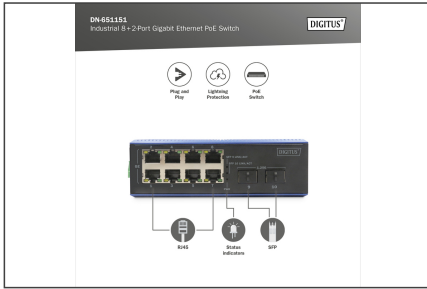 DN-651151
Industrial 8+2-Port Gigabit Ethernet PoE Switch
DIGITUS®
Plug and
Play
Lightning
Protection
PoE
Switch
DIGITUS
RJ45
Status
Indicators
SFP